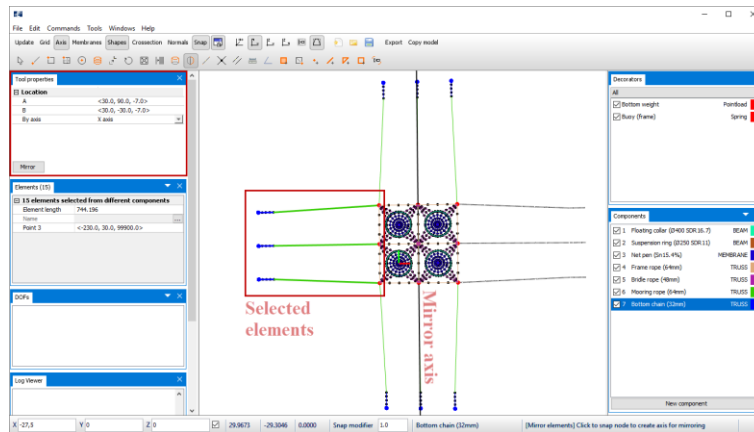 File Edit Commands Tools Windows Help
Update Grid Axis Membranes Shapes Crossection Normals Snap Export Copy model
Tool properties
Location
A <30.0, 90.0, -7.0>
B <30.0, -30.0, -7.0>
By axis X axis
Mirror
Elements (15)
15 elements selected from different components
Element length 744.196
Name
Point 3 <-230.0, 30.0, 99900.0>
DOFs
Log Viewer
Selected
elements
Mirror axis
Decorators
All
Bottom weight Pointload
Buoy (frame) Spring
Components
1 Floating collar (Ø400 SDR16.7) BEAM
2 Suspension ring (Ø250 SDR11) BEAM
3 Net pen (Sn15.4%) MEMBRANE
4 Frame rope (64mm) TRUSS
5 Bridle rope (48mm) TRUSS
6 Mooring rope (64mm) TRUSS
7 Bottom chain (32mm) TRUSS
New component
X -27,5 Y 0 Z 0 29.9673 -29.3046 0.0000 Snap modifier 1.0 Bottom chain (32mm) [Mirror elements] Click to snap node to create axis for mirroring